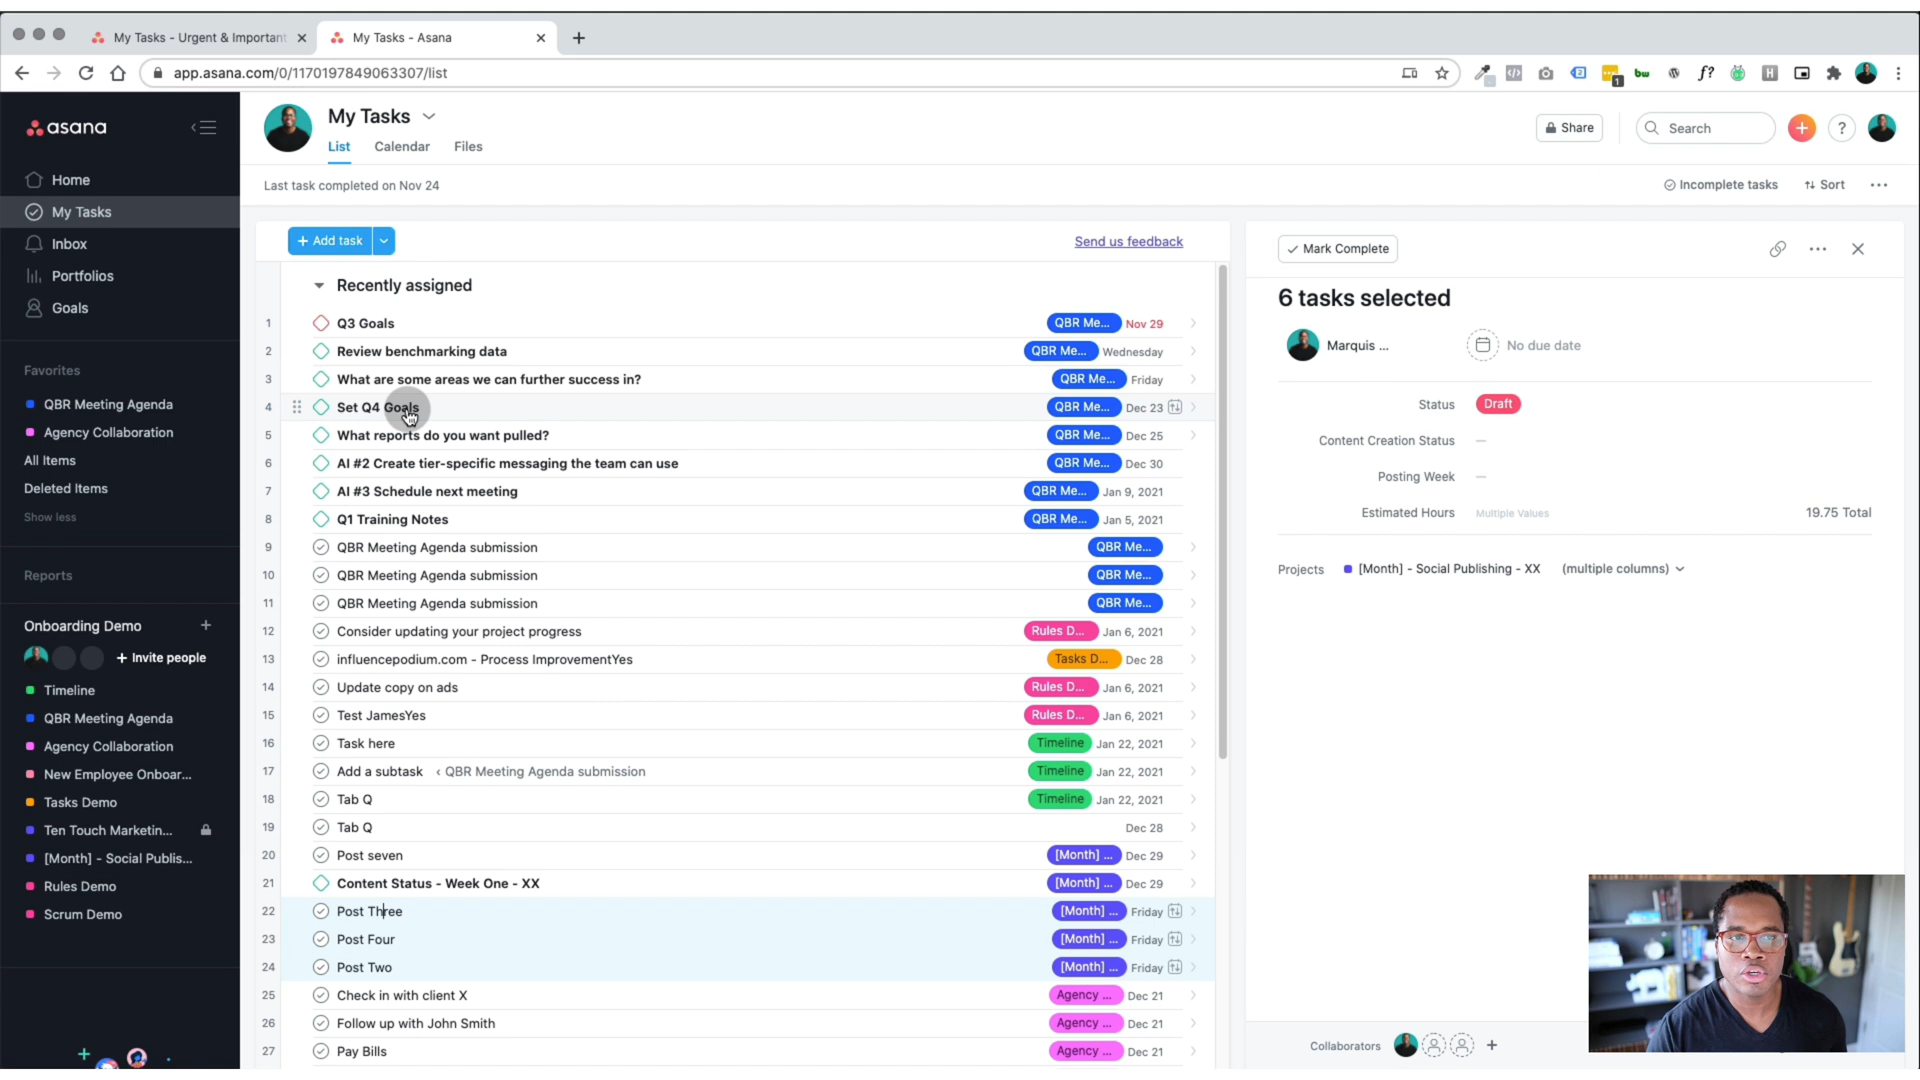 My Tasks - Urgent & Important
My Tasks - Asana
app.asana.com/0/1170197849063307/list
asana
Home
My Tasks
Inbox
Portfolios
Goals
Favorites
QBR Meeting Agenda
Agency Collaboration
All Items
Deleted Items
Show less
Reports
Onboarding Demo
+ Invite people
Timeline
QBR Meeting Agenda
Agency Collaboration
New Employee Onboar...
Tasks Demo
Ten Touch Marketin...
[Month] - Social Publis...
Rules Demo
Scrum Demo
My Tasks
List Calendar Files
Share
Search
?
Last task completed on Nov 24
Incomplete tasks
Sort
+ Add task
Send us feedback
Recently assigned
1 Q3 Goals QBR Me... Nov 29
2 Review benchmarking data QBR Me... Wednesday
3 What are some areas we can further success in? QBR Me... Friday
4 Set Q4 Goals QBR Me... Dec 23
5 What reports do you want pulled? QBR Me... Dec 25
6 AI #2 Create tier-specific messaging the team can use QBR Me... Dec 30
7 AI #3 Schedule next meeting QBR Me... Jan 9, 2021
8 Q1 Training Notes QBR Me... Jan 5, 2021
9 QBR Meeting Agenda submission QBR Me...
10 QBR Meeting Agenda submission QBR Me...
11 QBR Meeting Agenda submission QBR Me...
12 Consider updating your project progress Rules D... Jan 6, 2021
13 influencepodium.com - Process ImprovementYes Tasks D... Dec 28
14 Update copy on ads Rules D... Jan 6, 2021
15 Test JamesYes Rules D... Jan 6, 2021
16 Task here Timeline Jan 22, 2021
17 Add a subtask ‹ QBR Meeting Agenda submission Timeline Jan 22, 2021
18 Tab Q Timeline Jan 22, 2021
19 Tab Q Dec 28
20 Post seven [Month] ... Dec 29
21 Content Status - Week One - XX [Month] ... Dec 29
22 Post Three [Month] ... Friday
23 Post Four [Month] ... Friday
24 Post Two [Month] ... Friday
25 Check in with client X Agency ... Dec 21
26 Follow up with John Smith Agency ... Dec 21
27 Pay Bills Agency ... Dec 21
Mark Complete
6 tasks selected
Marquis ...
No due date
Status Draft
Content Creation Status —
Posting Week —
Estimated Hours Multiple Values 19.75 Total
Projects [Month] - Social Publishing - XX (multiple columns)
Collaborators